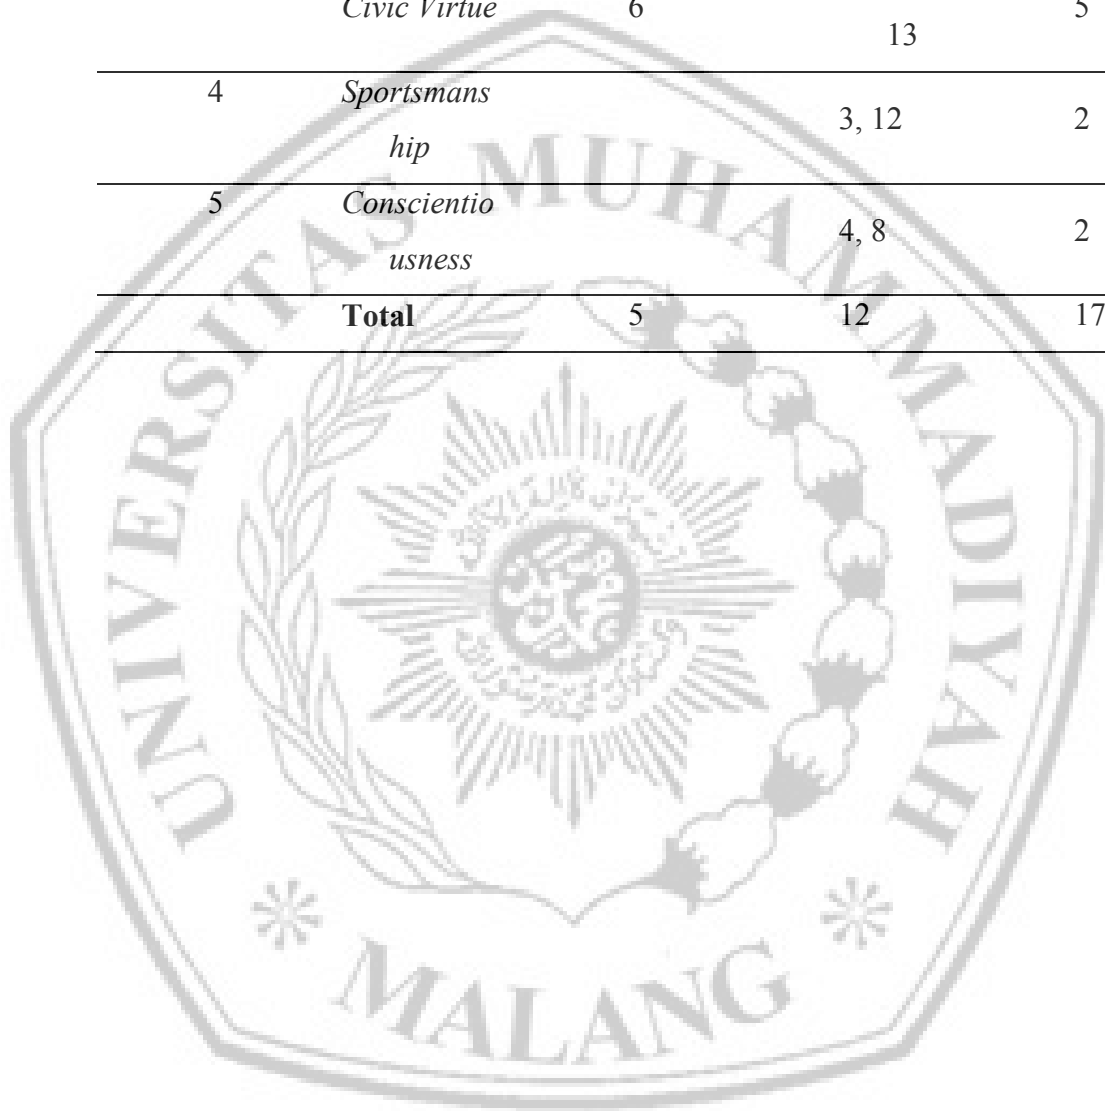 Civic Virtue 6 5
13
4 Sportsmans
3, 12 2
hip
5 Conscientio
4, 8 2
usness
Total 5 12 17
UNIVERSITAS MUHAMMADIYAH
MALANG